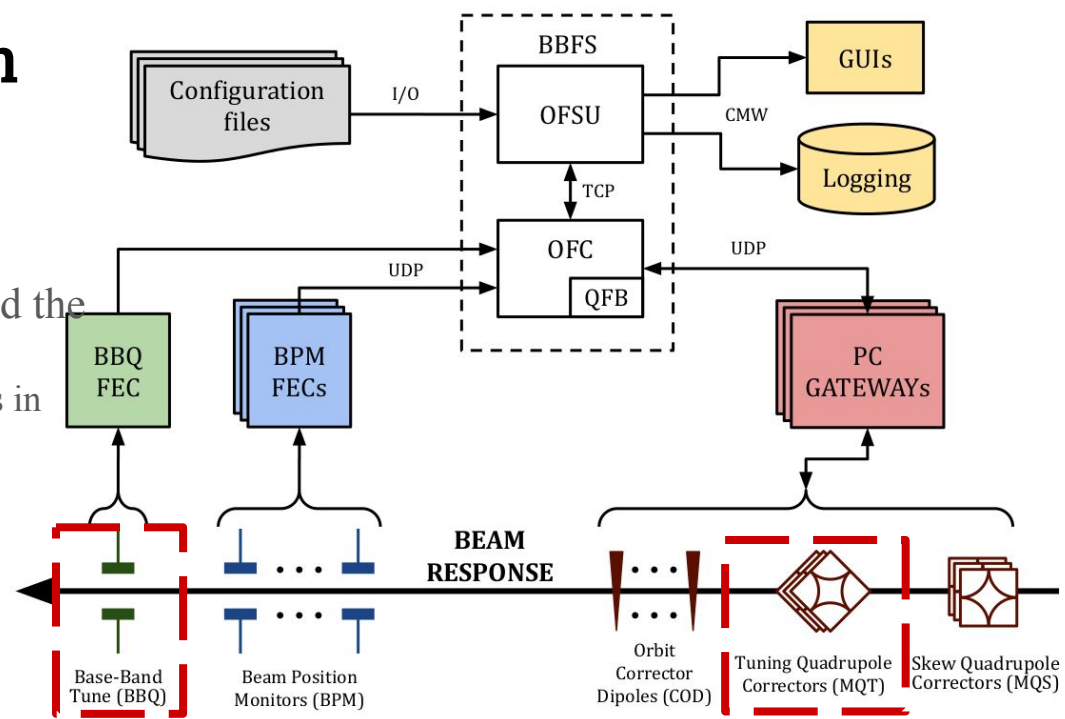 n
BBFS
GUIs
Configuration
files
I/O
OFSU
CMW
Logging
TCP
OFC
UDP
UDP
QFB
d the
BBQ
FEC
BPM
FECs
PC
GATEWAYs
s in
BEAM
RESPONSE
Base-Band
Tune (BBQ)
Beam Position
Monitors (BPM)
Orbit
Corrector
Dipoles (COD)
Tuning Quadrupole
Correctors (MQT)
Skew Quadrupole
Correctors (MQS)